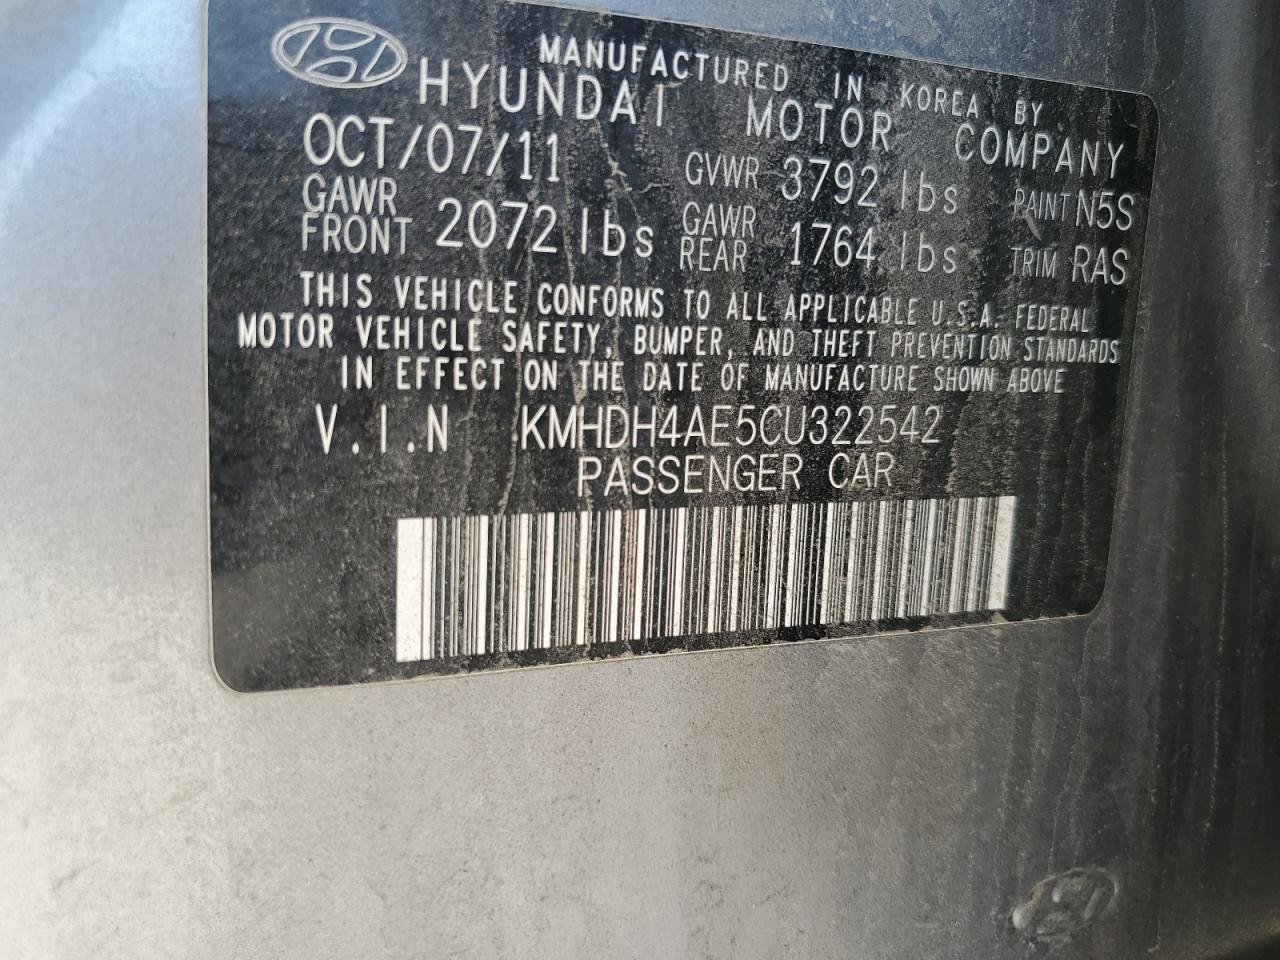 MANUFACTURED IN KOREA BY
HYUNDAI MOTOR COMPANY
OCT/07/11 GVWR 3792 lbs PAINT N5S
GAWR FRONT 2072 lbs GAWR REAR 1764 lbs TRIM RAS
THIS VEHICLE CONFORMS TO ALL APPLICABLE U.S.A. FEDERAL
MOTOR VEHICLE SAFETY, BUMPER, AND THEFT PREVENTION STANDARDS
IN EFFECT ON THE DATE OF MANUFACTURE SHOWN ABOVE
V.I.N KMHDH4AE5CU322542
PASSENGER CAR